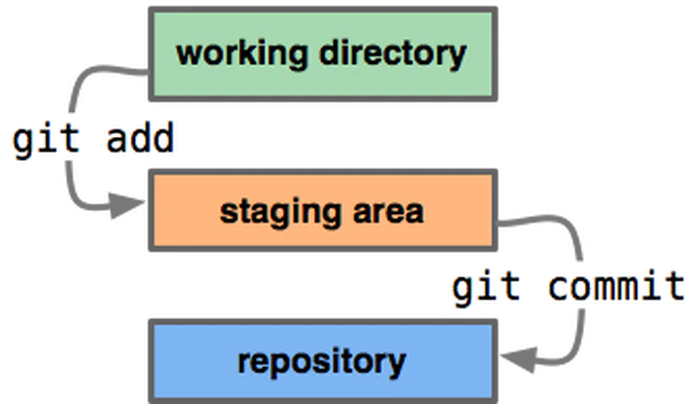 working directory
git add
staging area
git commit
repository